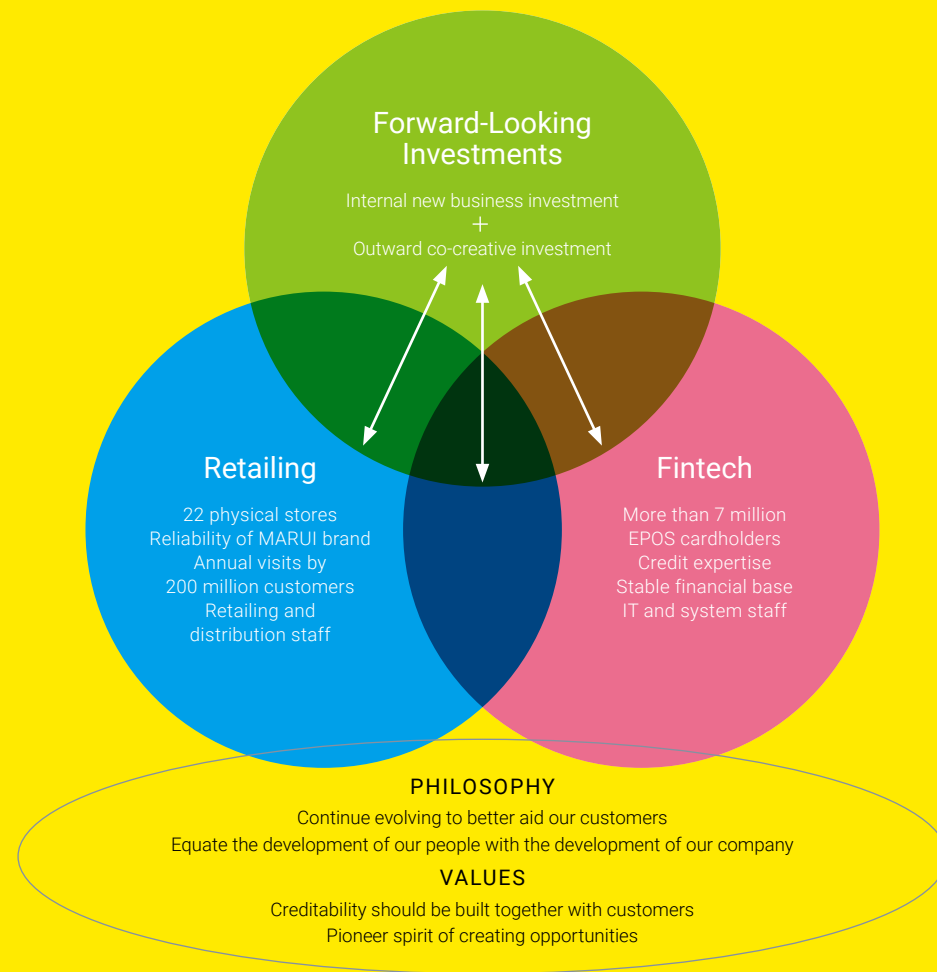 Forward-Looking
Investments
Internal new business investment
+
Outward co-creative investment
Retailing
22 physical stores
Reliability of MARUI brand
Annual visits by
200 million customers
Retailing and
distribution staff
Fintech
More than 7 million
EPOS cardholders
Credit expertise
Stable financial base
IT and system staff
PHILOSOPHY
Continue evolving to better aid our customers
Equate the development of our people with the development of our company
VALUES
Creditability should be built together with customers
Pioneer spirit of creating opportunities